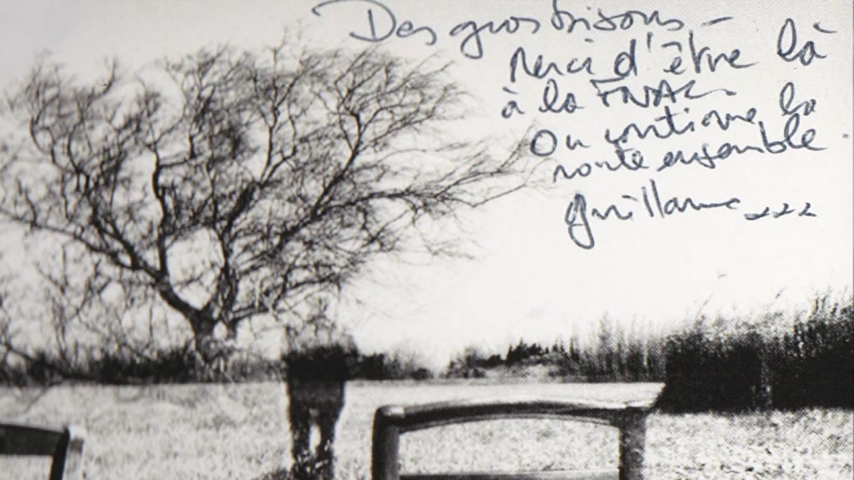 Des gros bisous –
Merci d'être là
à la FNAC.
On continue la
route ensemble
Guillaume